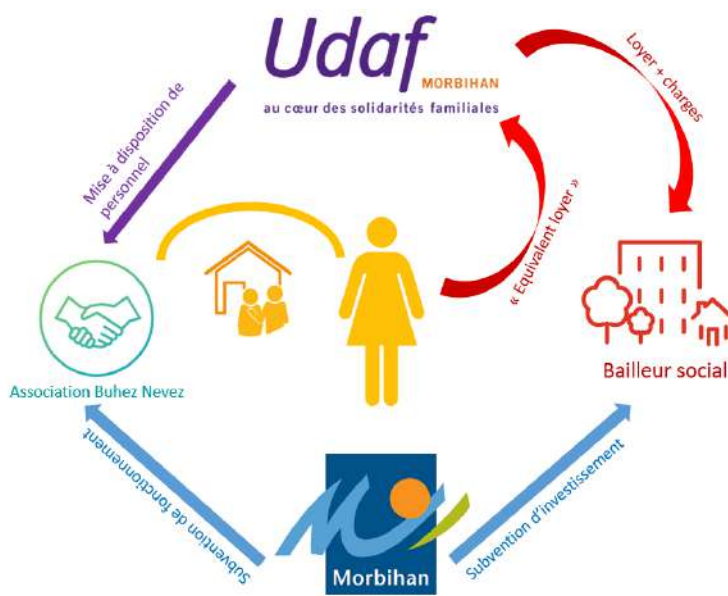 Udaf
MORBIHAN
au cœur des solidarités familiales
Loyer + charges
Mise à disposition de
personnel
« Equivalent loyer »
Association Buhez Nevez
Bailleur social
Subvention de fonctionnement
Subvention d'investissement
Morbihan